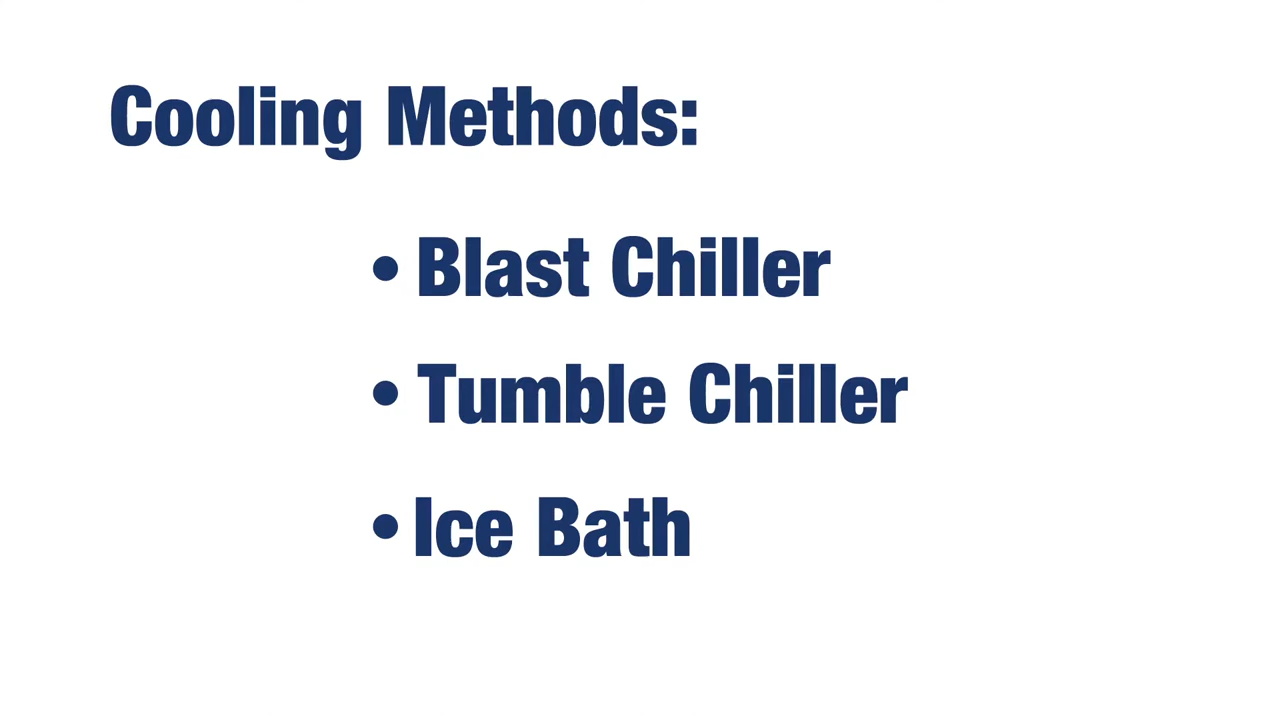 Cooling Methods:
• Blast Chiller
• Tumble Chiller
• Ice Bath